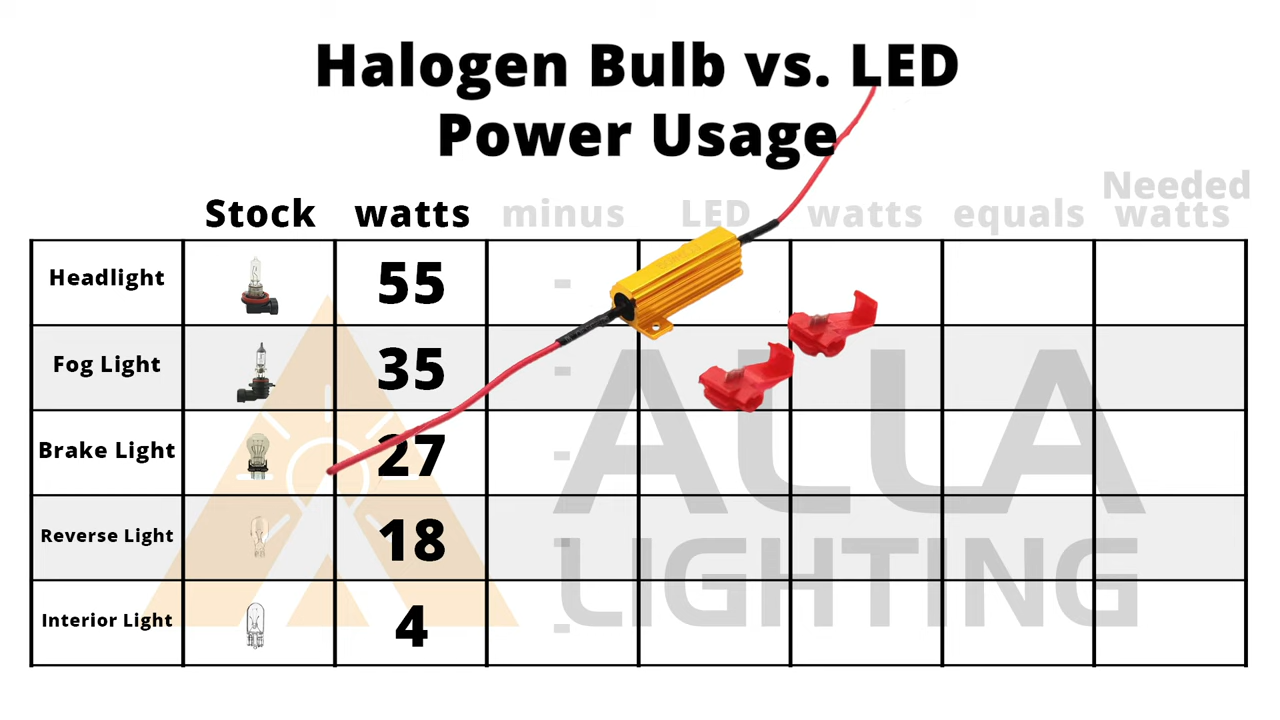 Halogen Bulb vs. LED
Power Usage
Stock watts minus LED watts equals Needed watts
Headlight 55 -
Fog Light 35 -
Brake Light 27 -
Reverse Light 18 -
Interior Light 4 -
ALLA
LIGHTING